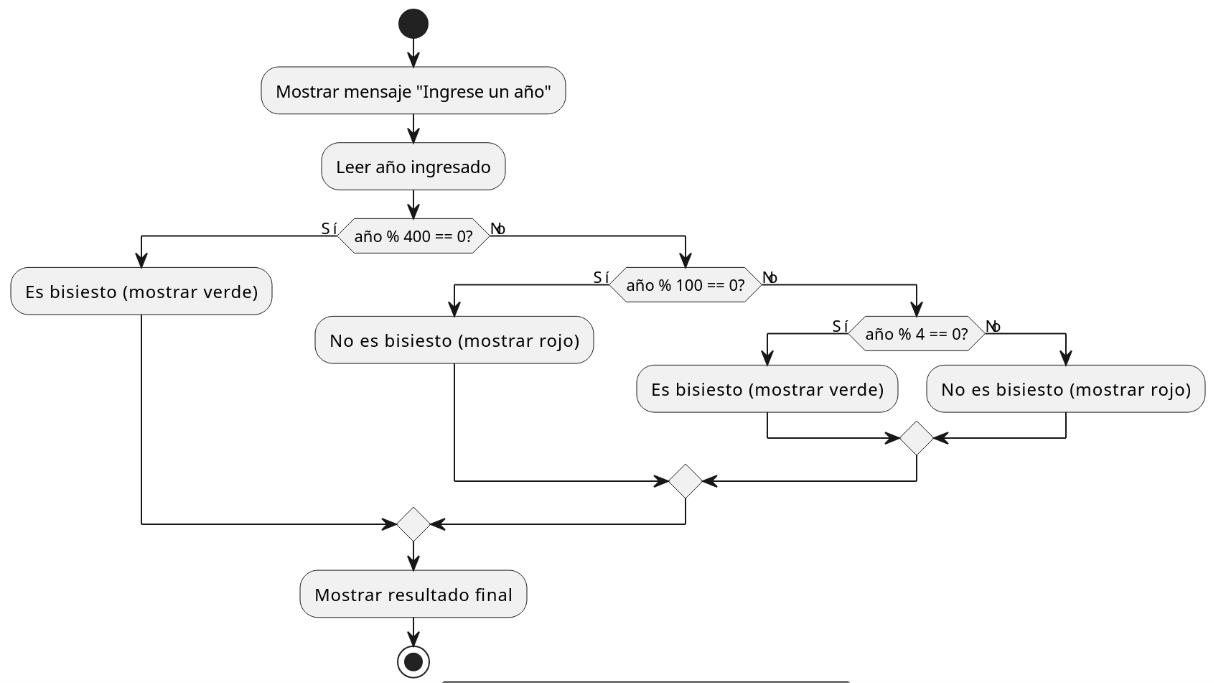 Mostrar mensaje "Ingrese un año"
Leer año ingresado
Sí
año % 400 == 0?
No
Es bisiesto (mostrar verde)
Sí
año % 100 == 0?
No
No es bisiesto (mostrar rojo)
Sí
año % 4 == 0?
No
Es bisiesto (mostrar verde)
No es bisiesto (mostrar rojo)
Mostrar resultado final